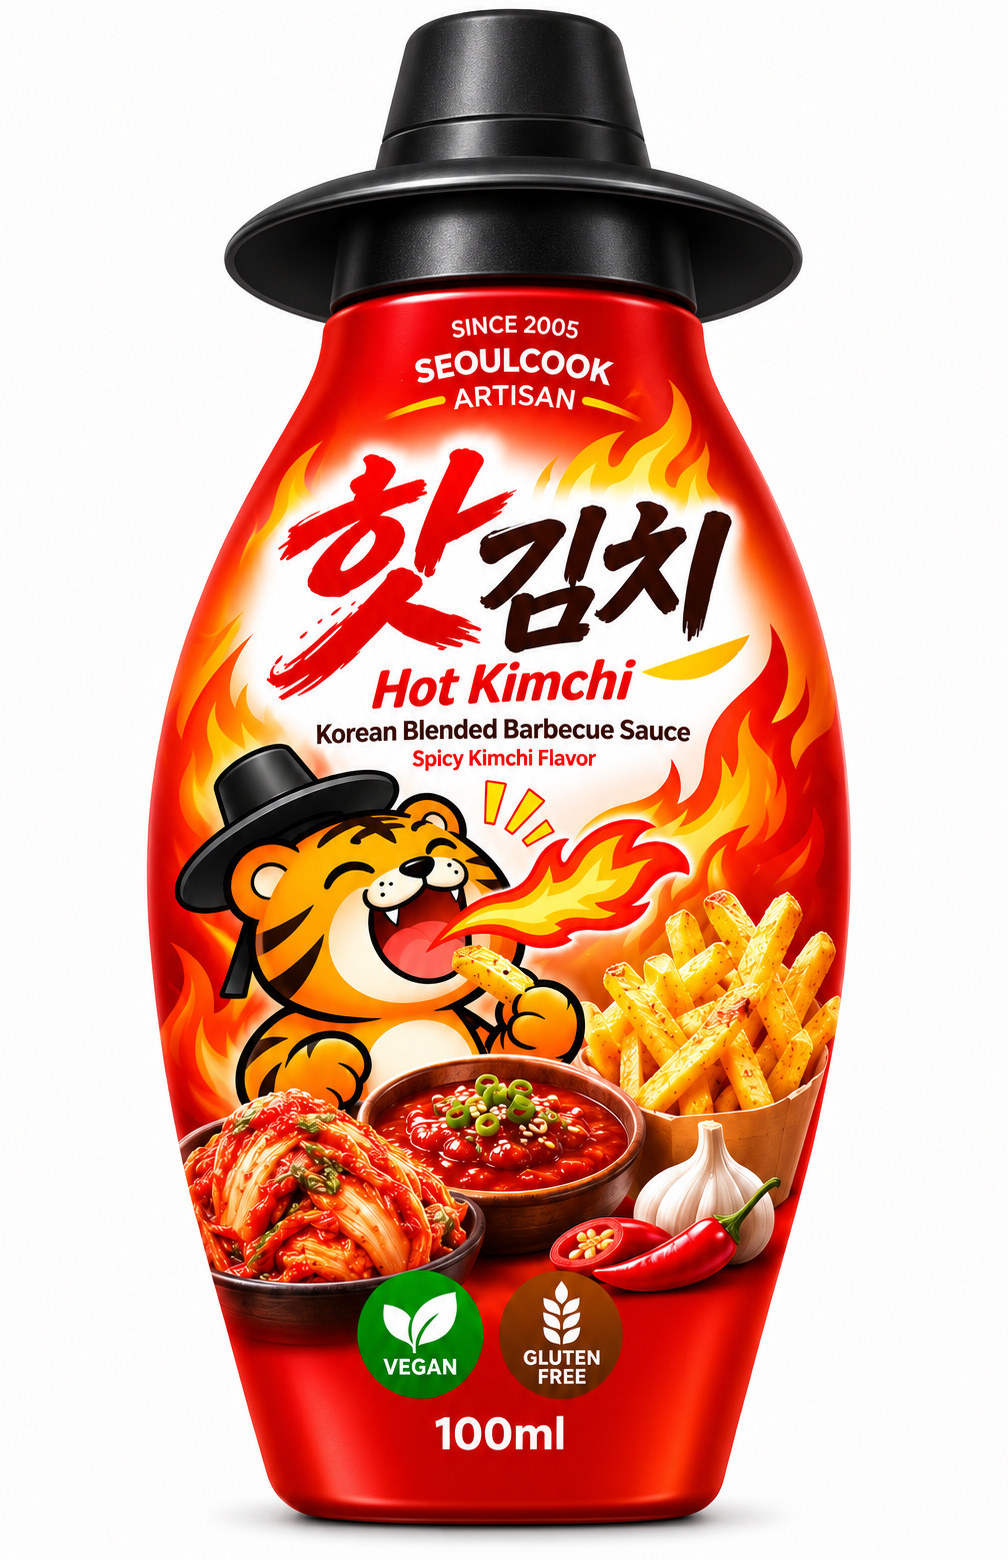 SINCE 2005
SEOULCOOK
ARTISAN
핫김치
Hot Kimchi
Korean Blended Barbecue Sauce
Spicy Kimchi Flavor
VEGAN
GLUTEN
FREE
100ml